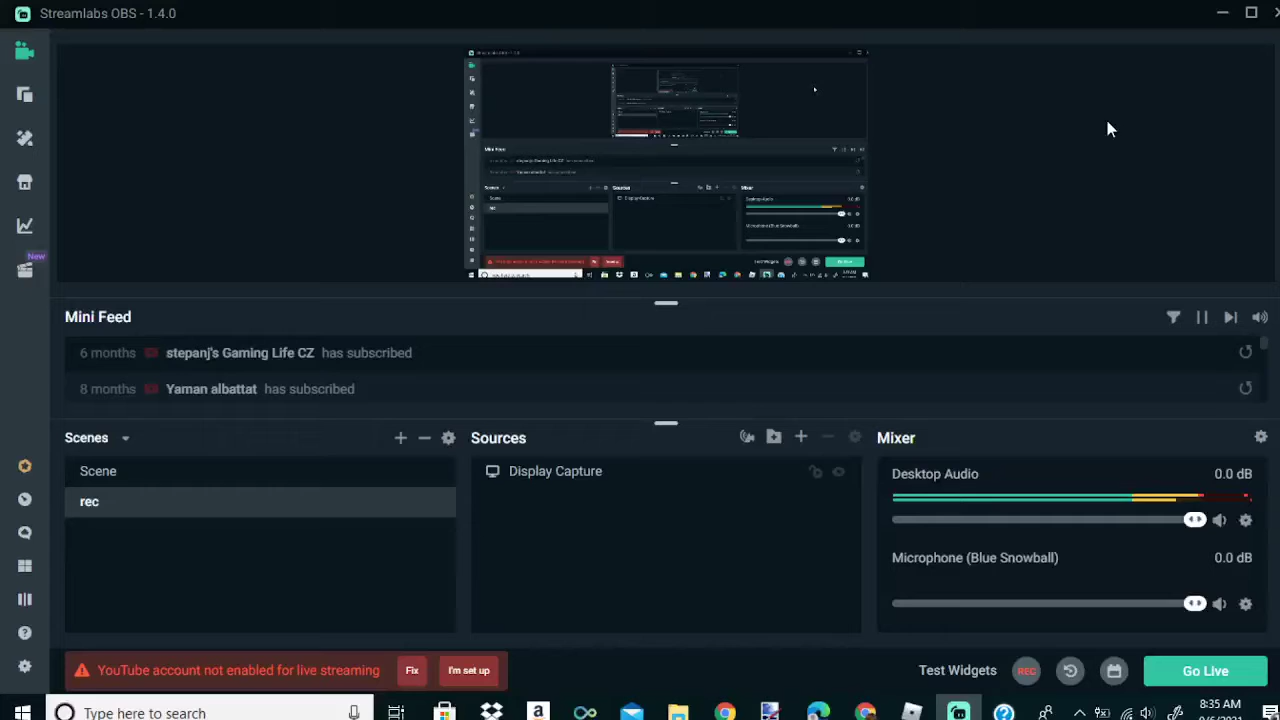 Streamlabs OBS - 1.4.0
New
Mini Feed
6 months stepanj's Gaming Life CZ has subscribed
8 months Yaman albattat has subscribed
Scenes
Scene
rec
Sources
Display Capture
Mixer
Desktop Audio 0.0 dB
Microphone (Blue Snowball) 0.0 dB
YouTube account not enabled for live streaming Fix I'm set up
Test Widgets REC Go Live
Type here to search
8:35 AM